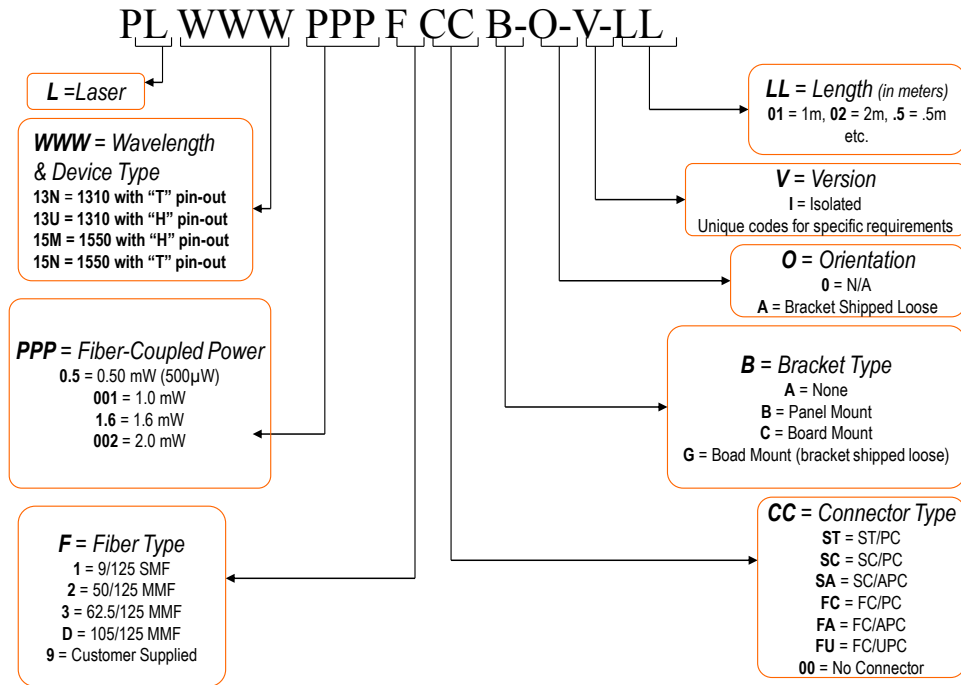 PL WWW PPP F CC B-O-V-LL
L =Laser
WWW = Wavelength
& Device Type
13N = 1310 with “T” pin-out
13U = 1310 with “H” pin-out
15M = 1550 with “H” pin-out
15N = 1550 with “T” pin-out
PPP = Fiber-Coupled Power
0.5 = 0.50 mW (500µW)
001 = 1.0 mW
1.6 = 1.6 mW
002 = 2.0 mW
F = Fiber Type
1 = 9/125 SMF
2 = 50/125 MMF
3 = 62.5/125 MMF
D = 105/125 MMF
9 = Customer Supplied
LL = Length (in meters)
01 = 1m, 02 = 2m, .5 = .5m
etc.
V = Version
I = Isolated
Unique codes for specific requirements
O = Orientation
0 = N/A
A = Bracket Shipped Loose
B = Bracket Type
A = None
B = Panel Mount
C = Board Mount
G = Boad Mount (bracket shipped loose)
CC = Connector Type
ST = ST/PC
SC = SC/PC
SA = SC/APC
FC = FC/PC
FA = FC/APC
FU = FC/UPC
00 = No Connector